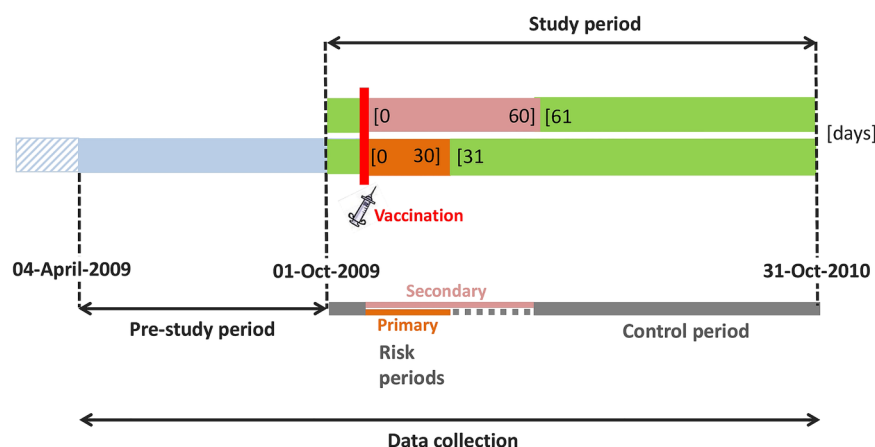 Study period
[0 60] [61
[days]
[0 30] [31
Vaccination
04-April-2009 01-Oct-2009 31-Oct-2010
Secondary
Pre-study period Primary Control period
Risk
periods
Data collection